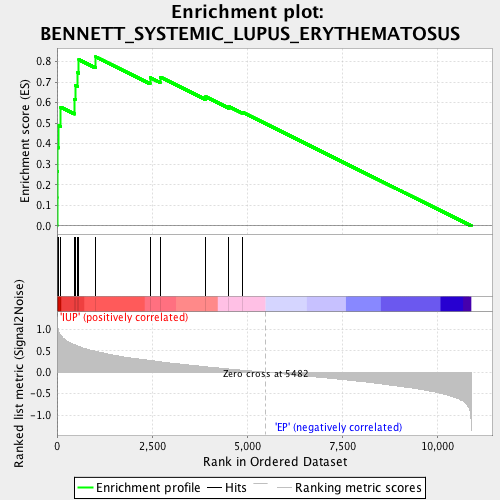 Enrichment plot:
BENNETT_SYSTEMIC_LUPUS_ERYTHEMATOSUS
Enrichment score (ES)
0.8
0.7
0.6
0.5
0.4
0.3
0.2
0.1
0.0
'IUP' (positively correlated)
Ranked list metric (Signal2Noise)
1.0
0.5
0.0
-0.5
-1.0
Zero cross at 5482
'EP' (negatively correlated)
0
2,500
5,000
7,500
10,000
Rank in Ordered Dataset
Enrichment profile
Hits
Ranking metric scores